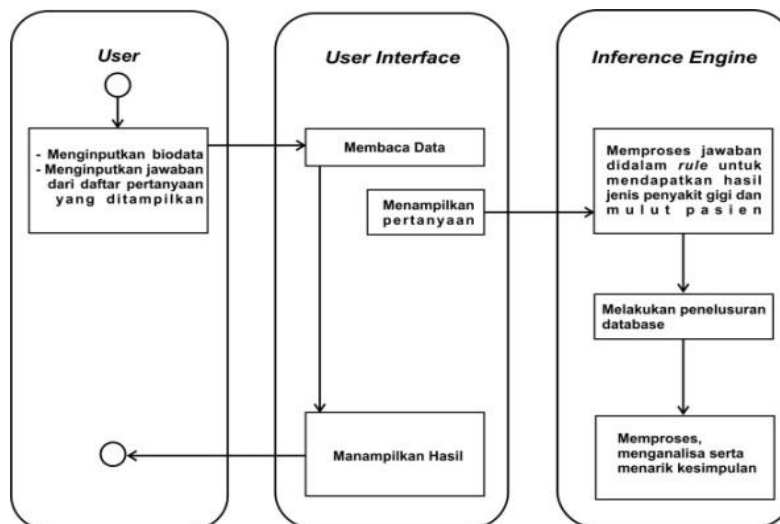 User
- Menginputkan biodata
- Menginputkan jawaban
dari daftar pertanyaan
yang ditampilkan
User Interface
Membaca Data
Menampilkan
pertanyaan
Manampilkan Hasil
Inference Engine
Memproses jawaban
didalam rule untuk
mendapatkan hasil
jenis penyakit gigi dan
mulut pasien
Melakukan penelusuran
database
Memproses,
menganalisa serta
menarik kesimpulan